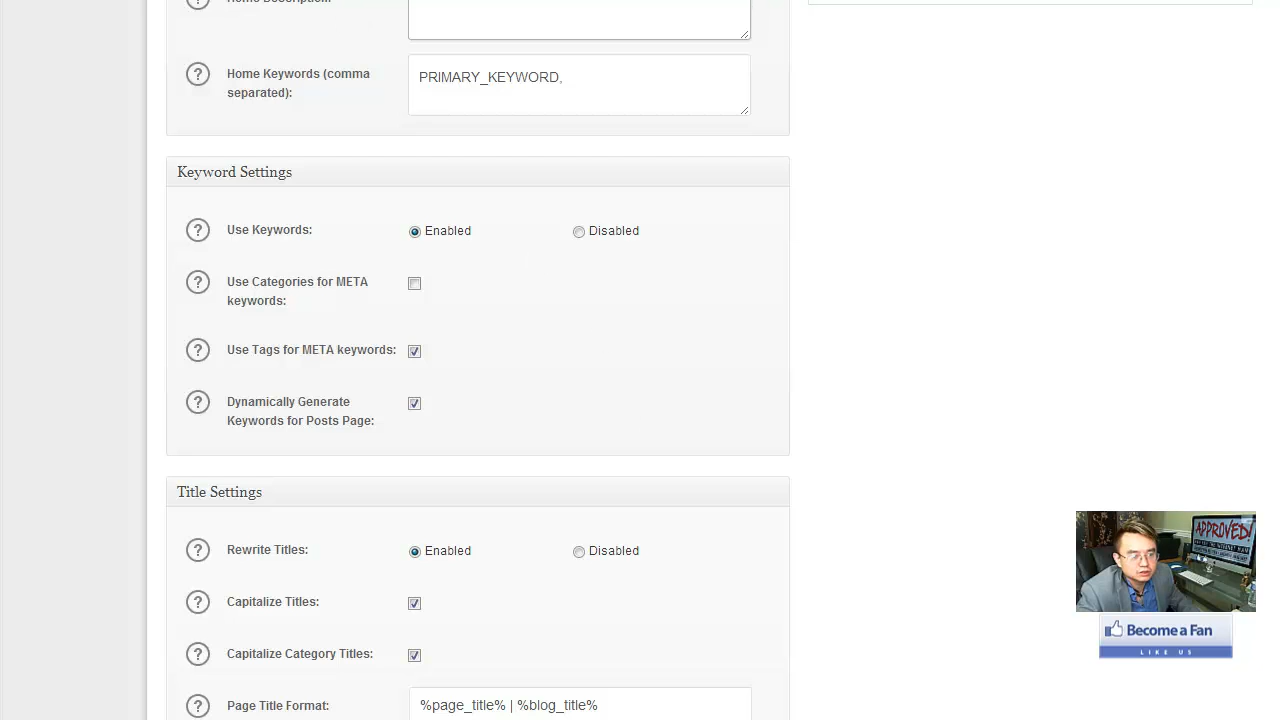 Home Description:
Home Keywords (comma
separated):
PRIMARY_KEYWORD,
Keyword Settings
Use Keywords:
Enabled
Disabled
Use Categories for META
keywords:
Use Tags for META keywords:
Dynamically Generate
Keywords for Posts Page:
Title Settings
Rewrite Titles:
Enabled
Disabled
Capitalize Titles:
Capitalize Category Titles:
Page Title Format:
%page_title% | %blog_title%
APPROVED!
Become a Fan
LIKE US